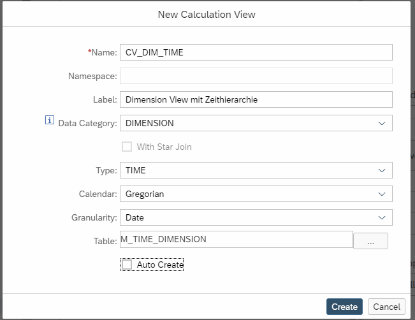 New Calculation View
*Name: CV_DIM_TIME
Namespace:
Label: Dimension View mit Zeithierarchie
i Data Category: DIMENSION
With Star Join
Type: TIME
Calendar: Gregorian
Granularity: Date
Table: M_TIME_DIMENSION ...
Auto Create
Create Cancel